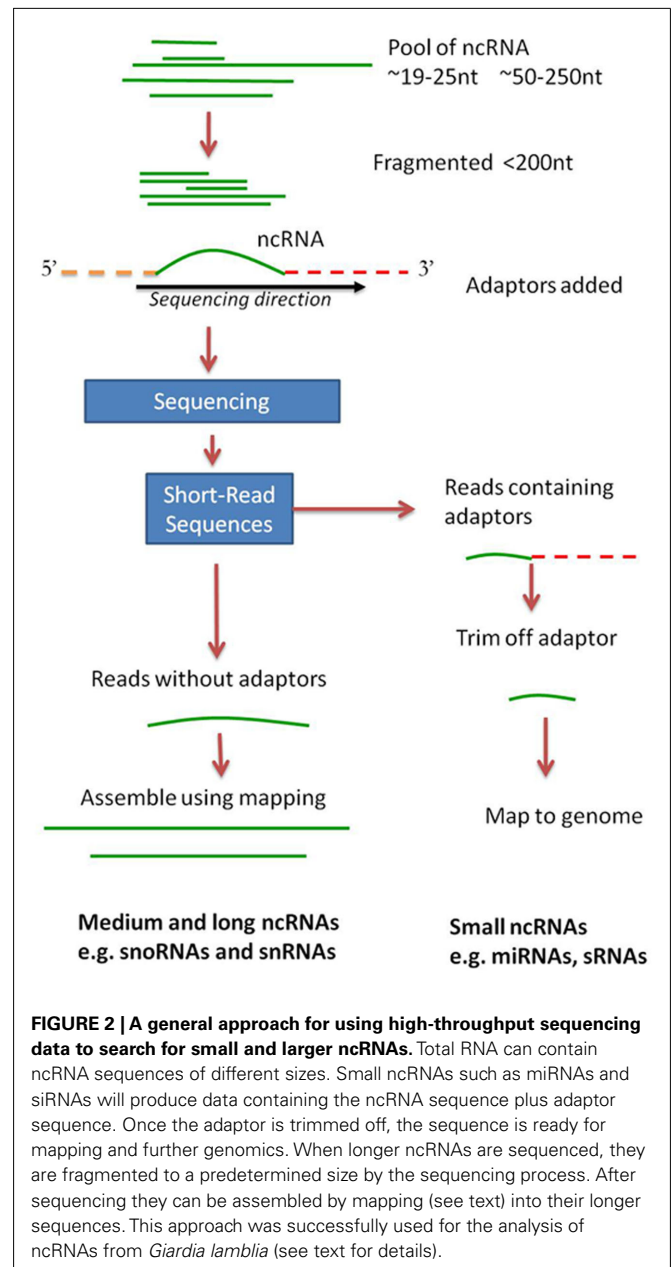 Pool of ncRNA
~19-25nt ~50-250nt
Fragmented <200nt
ncRNA
5’
3’
Sequencing direction
Adaptors added
Sequencing
Short-Read
Sequences
Reads containing
adaptors
Trim off adaptor
Reads without adaptors
Assemble using mapping
Map to genome
Medium and long ncRNAs
e.g. snoRNAs and snRNAs
Small ncRNAs
e.g. miRNAs, sRNAs
FIGURE 2 | A general approach for using high-throughput sequencing
data to search for small and larger ncRNAs. Total RNA can contain
ncRNA sequences of different sizes. Small ncRNAs such as miRNAs and
siRNAs will produce data containing the ncRNA sequence plus adaptor
sequence. Once the adaptor is trimmed off, the sequence is ready for
mapping and further genomics. When longer ncRNAs are sequenced, they
are fragmented to a predetermined size by the sequencing process. After
sequencing they can be assembled by mapping (see text) into their longer
sequences. This approach was successfully used for the analysis of
ncRNAs from Giardia lamblia (see text for details).